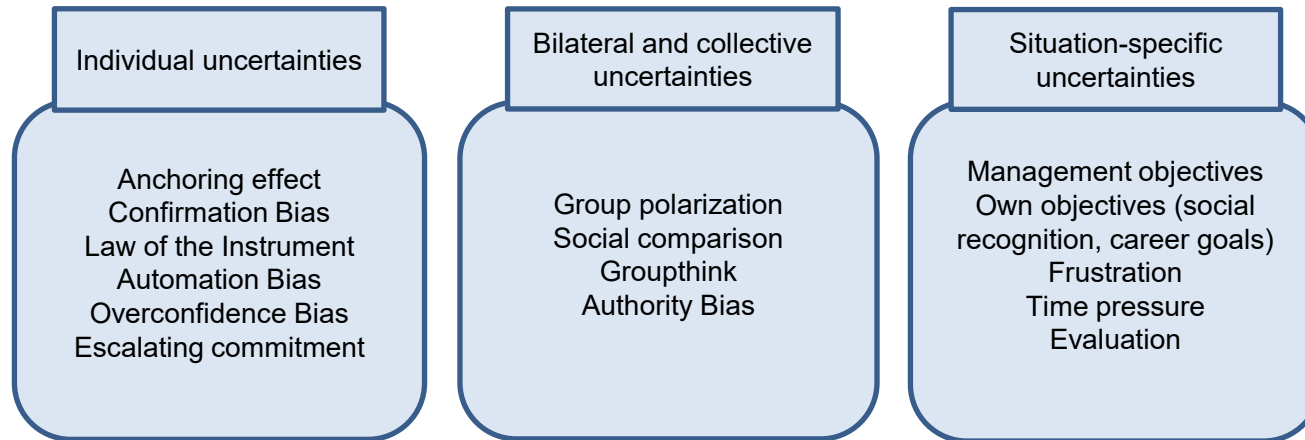 Individual uncertainties
Anchoring effect
Confirmation Bias
Law of the Instrument
Automation Bias
Overconfidence Bias
Escalating commitment
Bilateral and collective
uncertainties
Group polarization
Social comparison
Groupthink
Authority Bias
Situation-specific
uncertainties
Management objectives
Own objectives (social
recognition, career goals)
Frustration
Time pressure
Evaluation